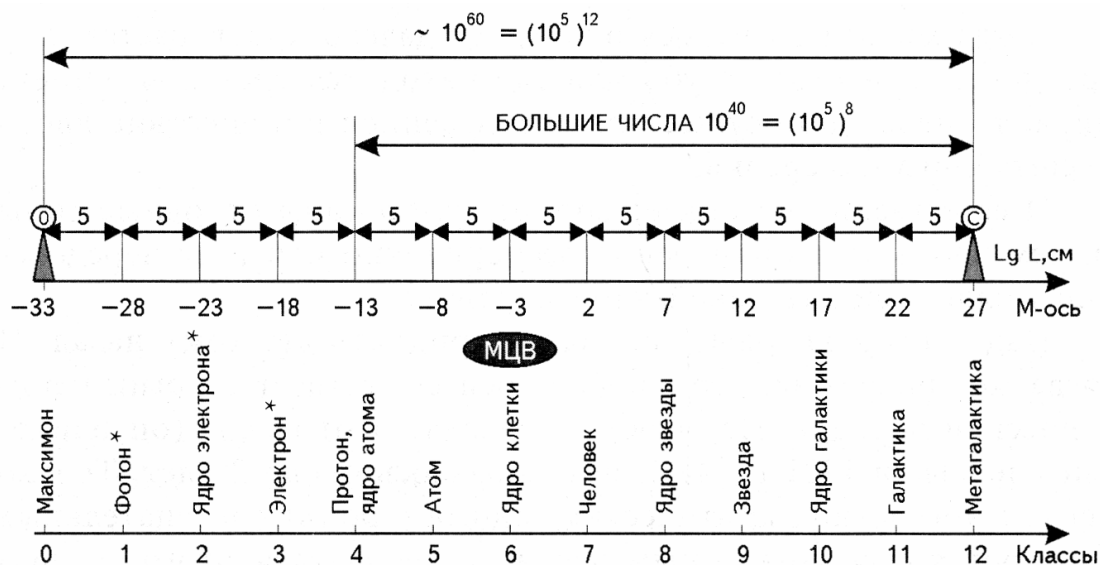 ~ 10^60 = (10^5)^12
БОЛЬШИЕ ЧИСЛА 10^40 = (10^5)^8
0 5 5 5 5 5 5 5 5 5 5 5 5 C
Lg L,см
−33 −28 −23 −18 −13 −8 −3 2 7 12 17 22 27 М-ось
МЦВ
Максимон
Фотон*
Ядро электрона*
Электрон*
Протон,
ядро атома
Атом
Ядро клетки
Человек
Ядро звезды
Звезда
Ядро галактики
Галактика
Метагалактика
0 1 2 3 4 5 6 7 8 9 10 11 12 Классы